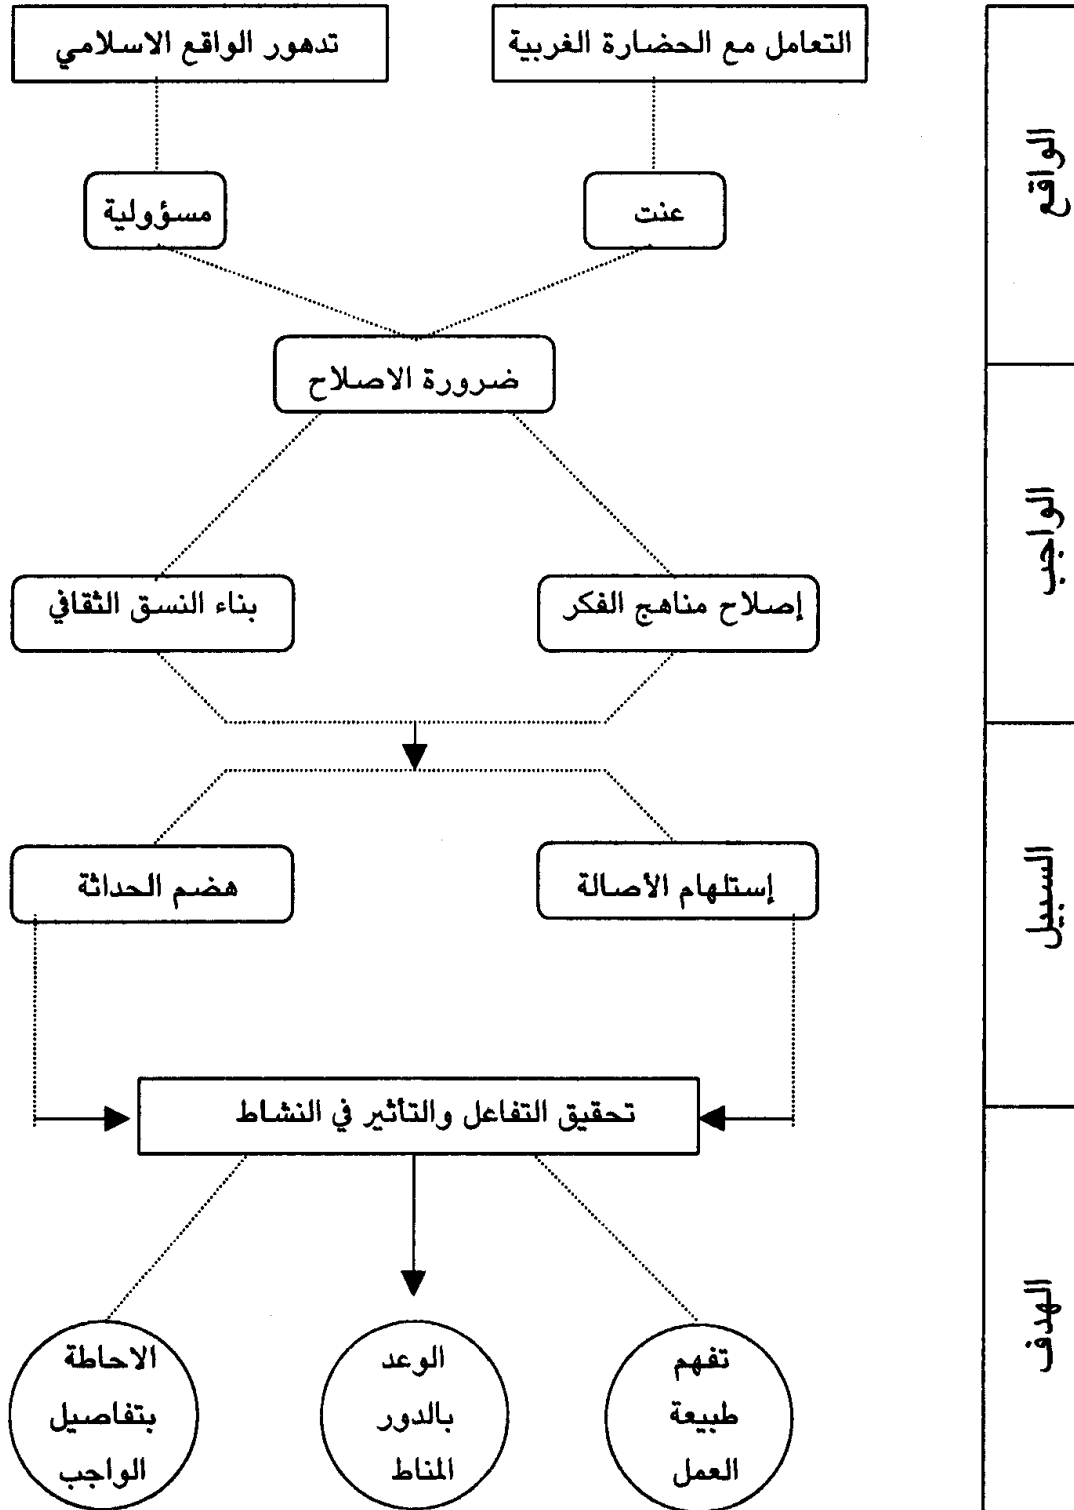 التعامل مع الحضارة الغربية
تدهور الواقع الاسلامي
الواقع
عنت
مسؤولية
ضرورة الاصلاح
الواجب
إصلاح مناهج الفكر
بناء النسق الثقافي
السبيل
إستلهام الأصالة
هضم الحداثة
تحقيق التفاعل والتأثير في النشاط
الهدف
تفهم
طبيعة
العمل
الوعد
بالدور
المناط
الاحاطة
بتفاصيل
الواجب